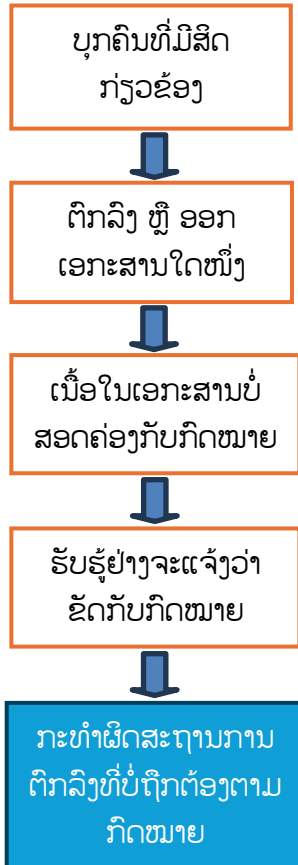 ບຸກຄົນທີ່ມີສິດ
ກ່ຽວຂ້ອງ
ຕົກລົງ ຫຼື ອອກ
ເອກະສານໃດໜຶ່ງ
ເນື້ອໃນເອກະສານບໍ່
ສອດຄ່ອງກັບກົດໝາຍ
ຮັບຮູ້ຢ່າງຈະແຈ້ງວ່າ
ຂັດກັບກົດໝາຍ
ກະທຳຜິດສະຖານການ
ຕົກລົງທີ່ບໍ່ຖືກຕ້ອງຕາມ
ກົດໝາຍ